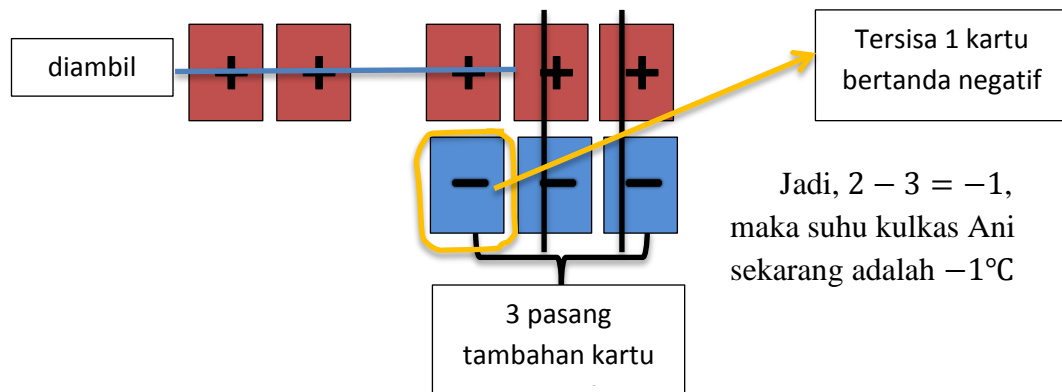 diambil
+ + + + +
Tersisa 1 kartu
bertanda negatif
− − −
Jadi, 2 − 3 = −1,
maka suhu kulkas Ani
sekarang adalah −1℃
3 pasang
tambahan kartu